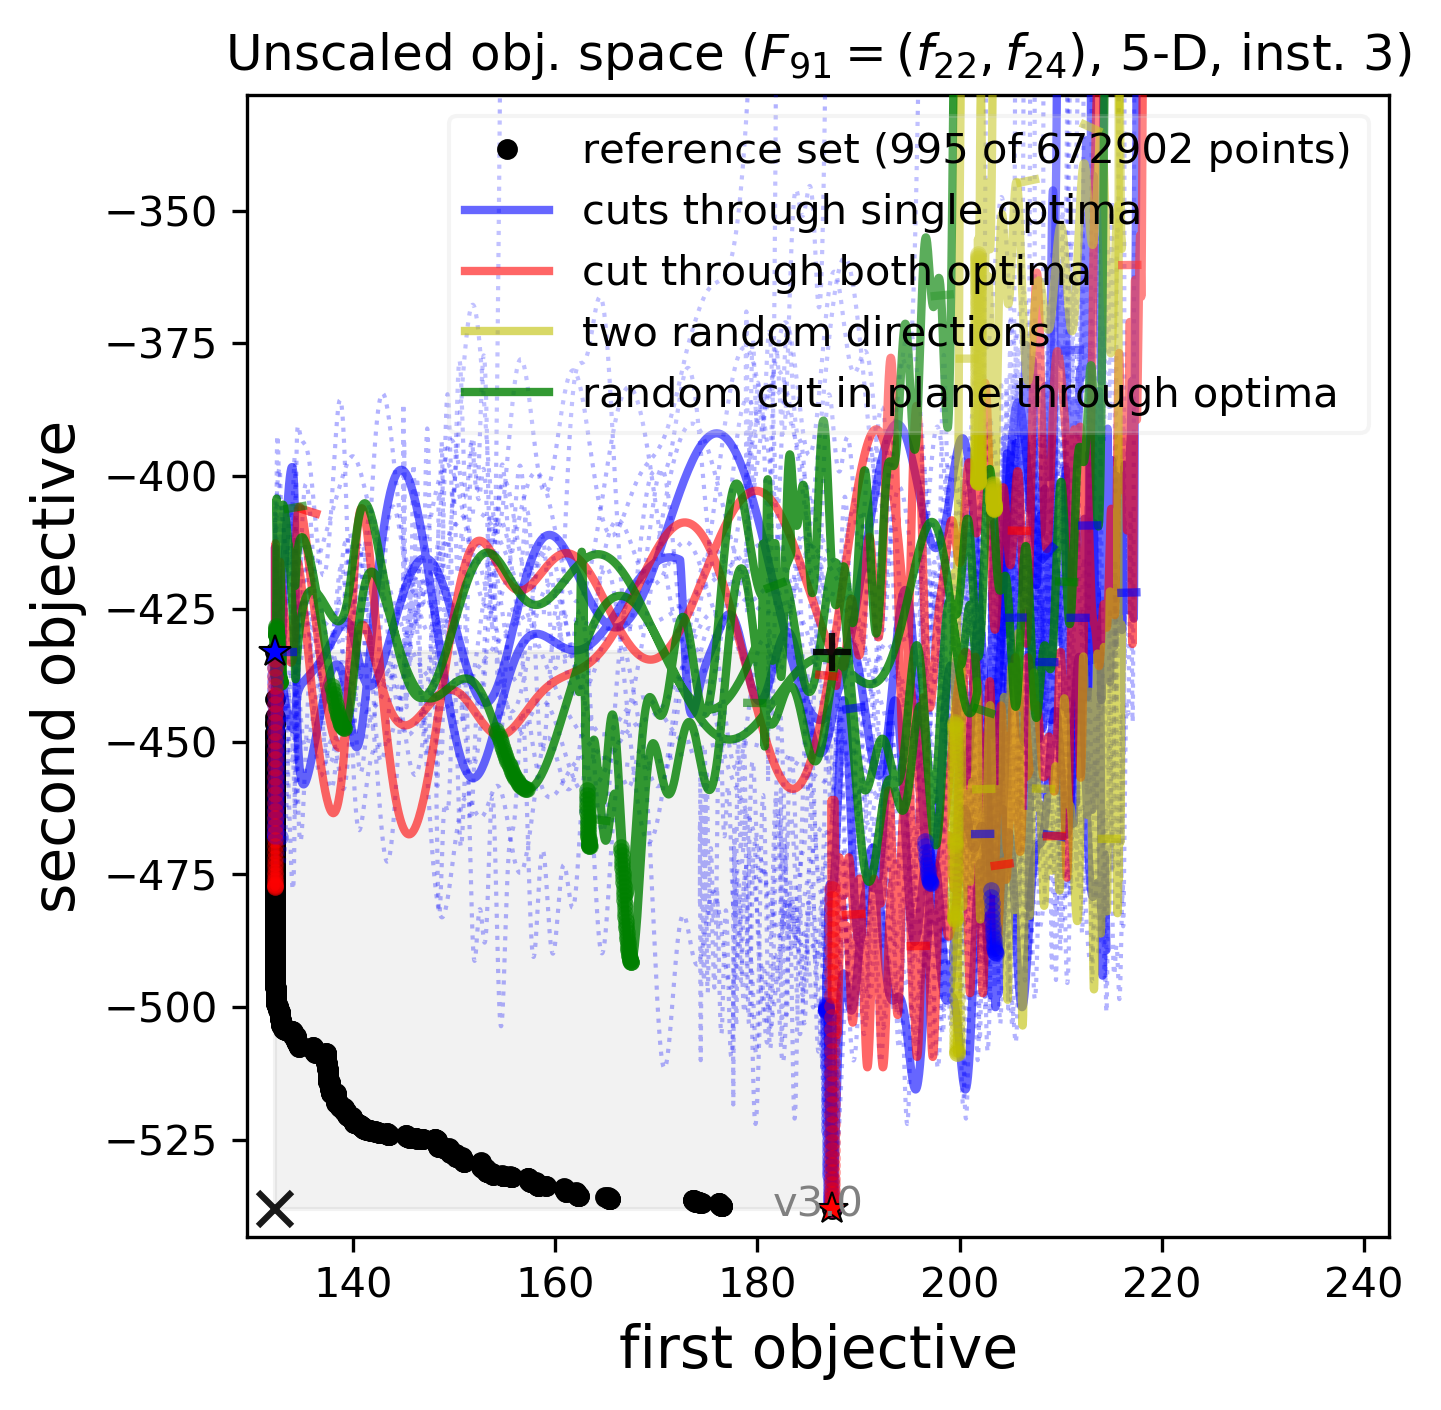 Unscaled obj. space (F₉₁ = (f₂₂, f₂₄), 5-D, inst. 3)
reference set (995 of 672902 points)
cuts through single optima
cut through both optima
two random directions
random cut in plane through optima
−350
−375
−400
−425
−450
−475
−500
−525
second objective
v3.0
140 160 180 200 220 240
first objective